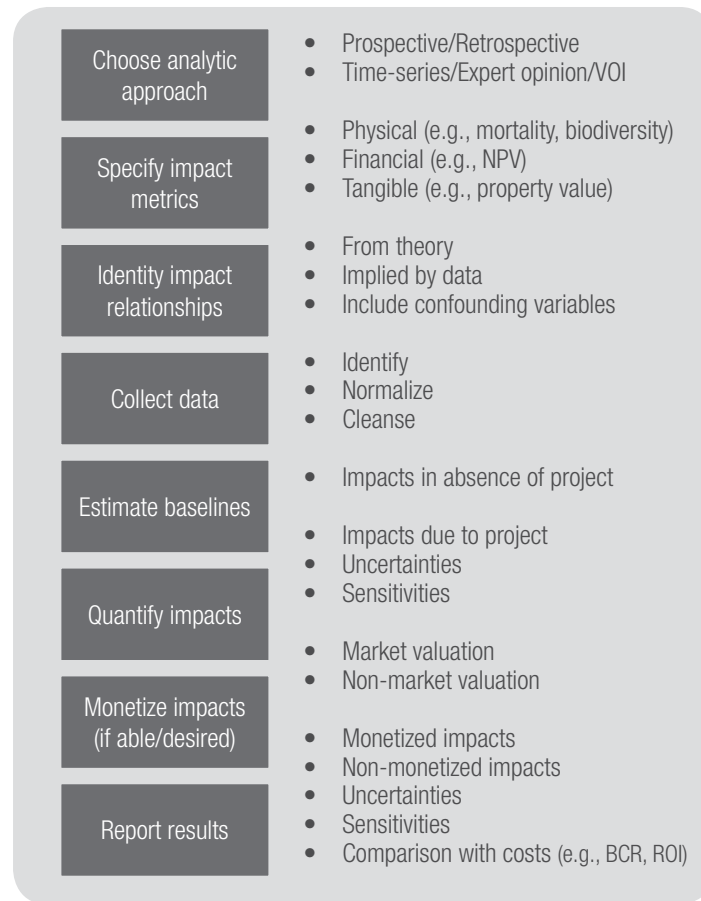 Choose analytic
approach
• Prospective/Retrospective
• Time-series/Expert opinion/VOI
Specify impact
metrics
• Physical (e.g., mortality, biodiversity)
• Financial (e.g., NPV)
• Tangible (e.g., property value)
Identity impact
relationships
• From theory
• Implied by data
• Include confounding variables
Collect data
• Identify
• Normalize
• Cleanse
Estimate baselines
• Impacts in absence of project
Quantify impacts
• Impacts due to project
• Uncertainties
• Sensitivities
Monetize impacts
(if able/desired)
• Market valuation
• Non-market valuation
Report results
• Monetized impacts
• Non-monetized impacts
• Uncertainties
• Sensitivities
• Comparison with costs (e.g., BCR, ROI)